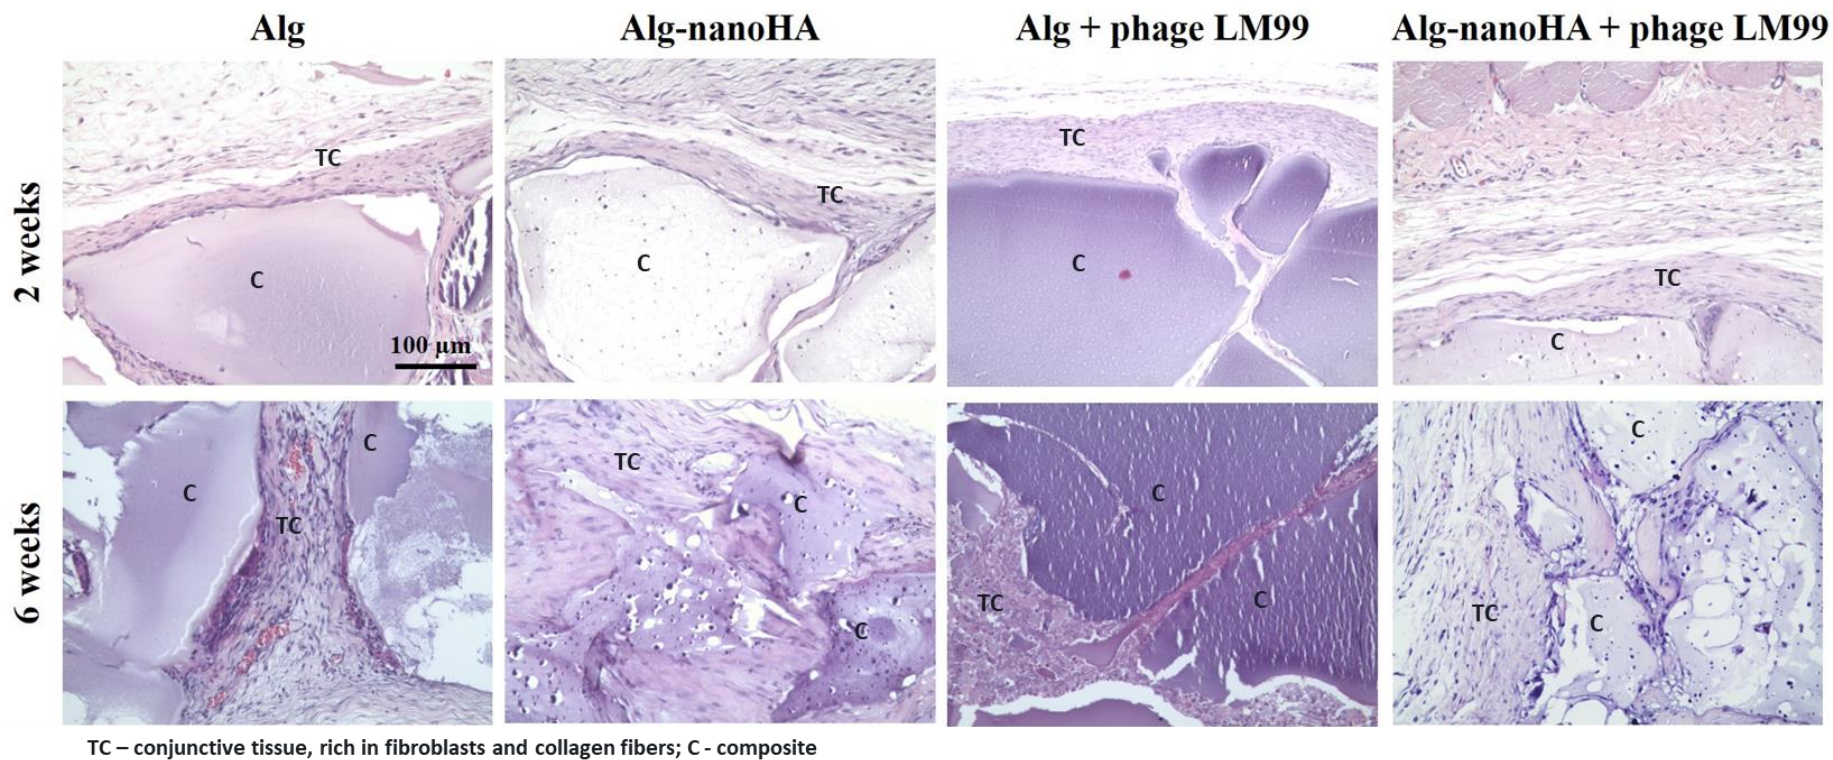 Alg
Alg-nanoHA
Alg + phage LM99
Alg-nanoHA + phage LM99
2 weeks
TC
C
100 µm
TC
C
TC
C
TC
C
6 weeks
C
C
TC
TC
C
C
C
TC
C
C
TC
C
TC – conjunctive tissue, rich in fibroblasts and collagen fibers; C - composite